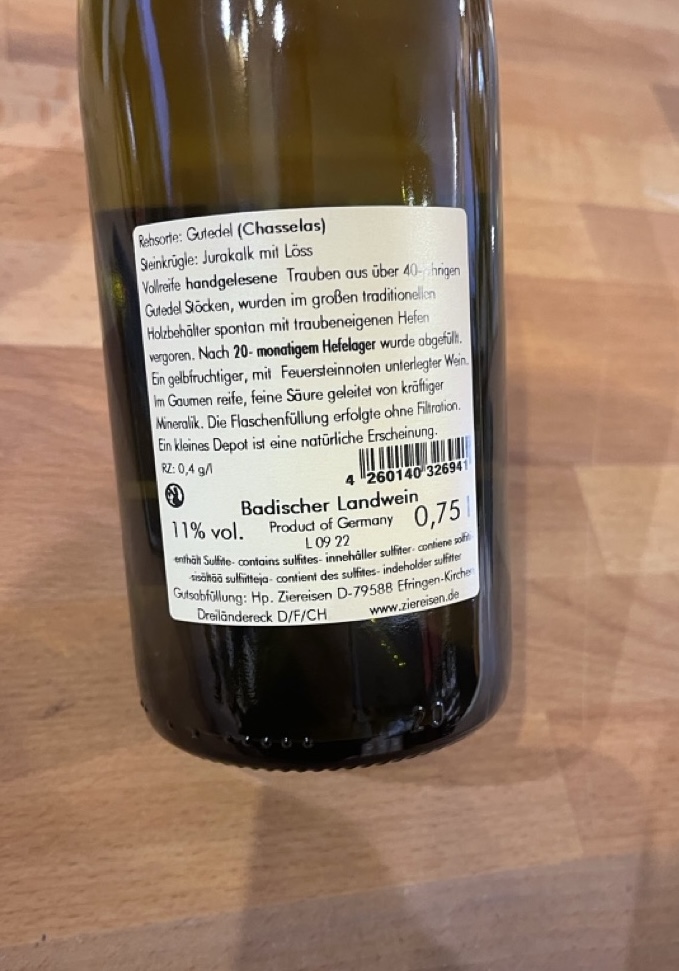 Rebsorte: Gutedel (Chasselas)
Steinkrügle: Jurakalk mit Löss
Vollreife handgelesene Trauben aus über 40-
Gutedel Stöcken, wurden im großen traditionellen
Holzbehälter spontan mit traubeneigenen Hefen
vergoren. Nach 20- monatigem Hefelager wurde abgefüllt.
Ein gelbfruchtiger, mit Feuersteinnoten unterlegter Wein.
Im Gaumen reife, feine Säure geleitet von kräftiger
Mineralik. Die Flaschenfüllung erfolgte ohne Filtration.
Ein kleines Depot ist eine natürliche Erscheinung.
RZ: 0,4 g/l
4 260140 326941
Badischer Landwein
11% vol. Product of Germany 0,75 l
L 09 22
enthält Sulfite- contains sulfites- innehåller sulfiter- contiene
sisältää sulfiitteja- contient des sulfites- indeholder sulfitter
Gutsabfüllung: Hp. Ziereisen D-79588 Efringen-Kirchen
Dreiländereck D/F/CH www.ziereisen.de